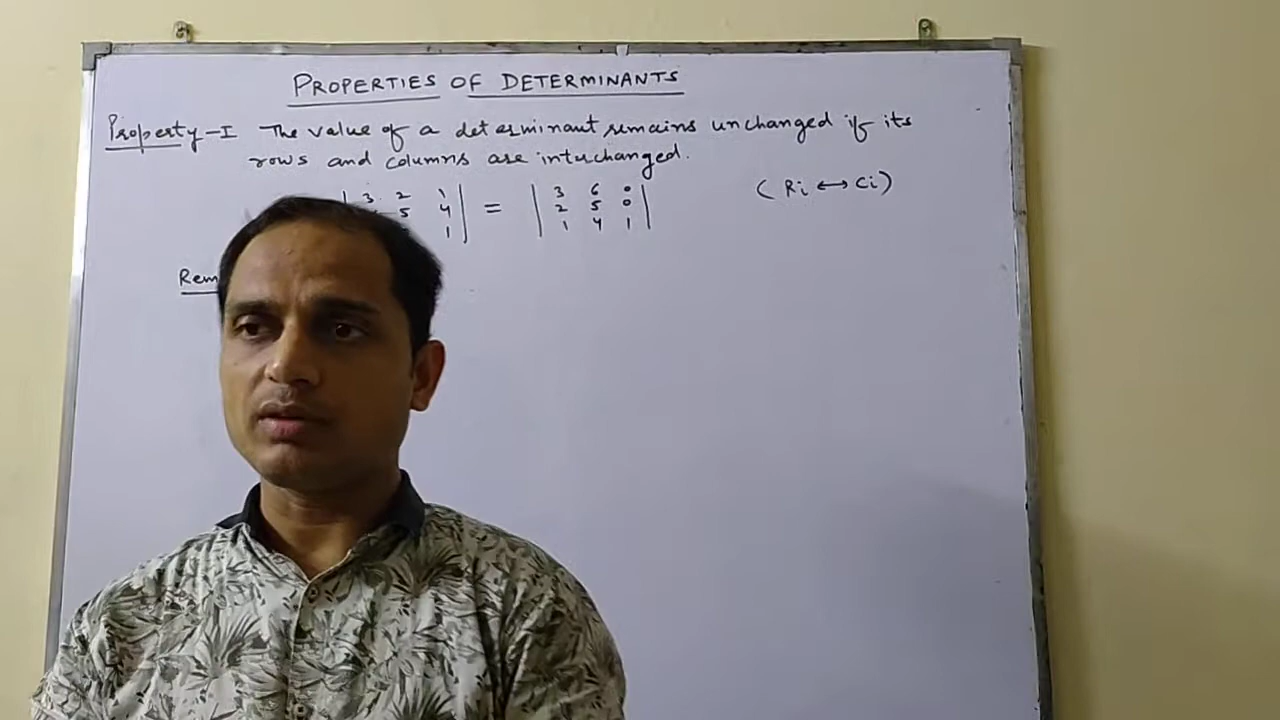 PROPERTIES OF DETERMINANTS
Property-I The value of a determinant remains unchanged if its
rows and columns are interchanged.
| 3 2 1 | = | 3 6 0 | (Ri ↔ Ci)
5 4 | | 2 5 0 |
1 | | 1 4 1 |
Rem